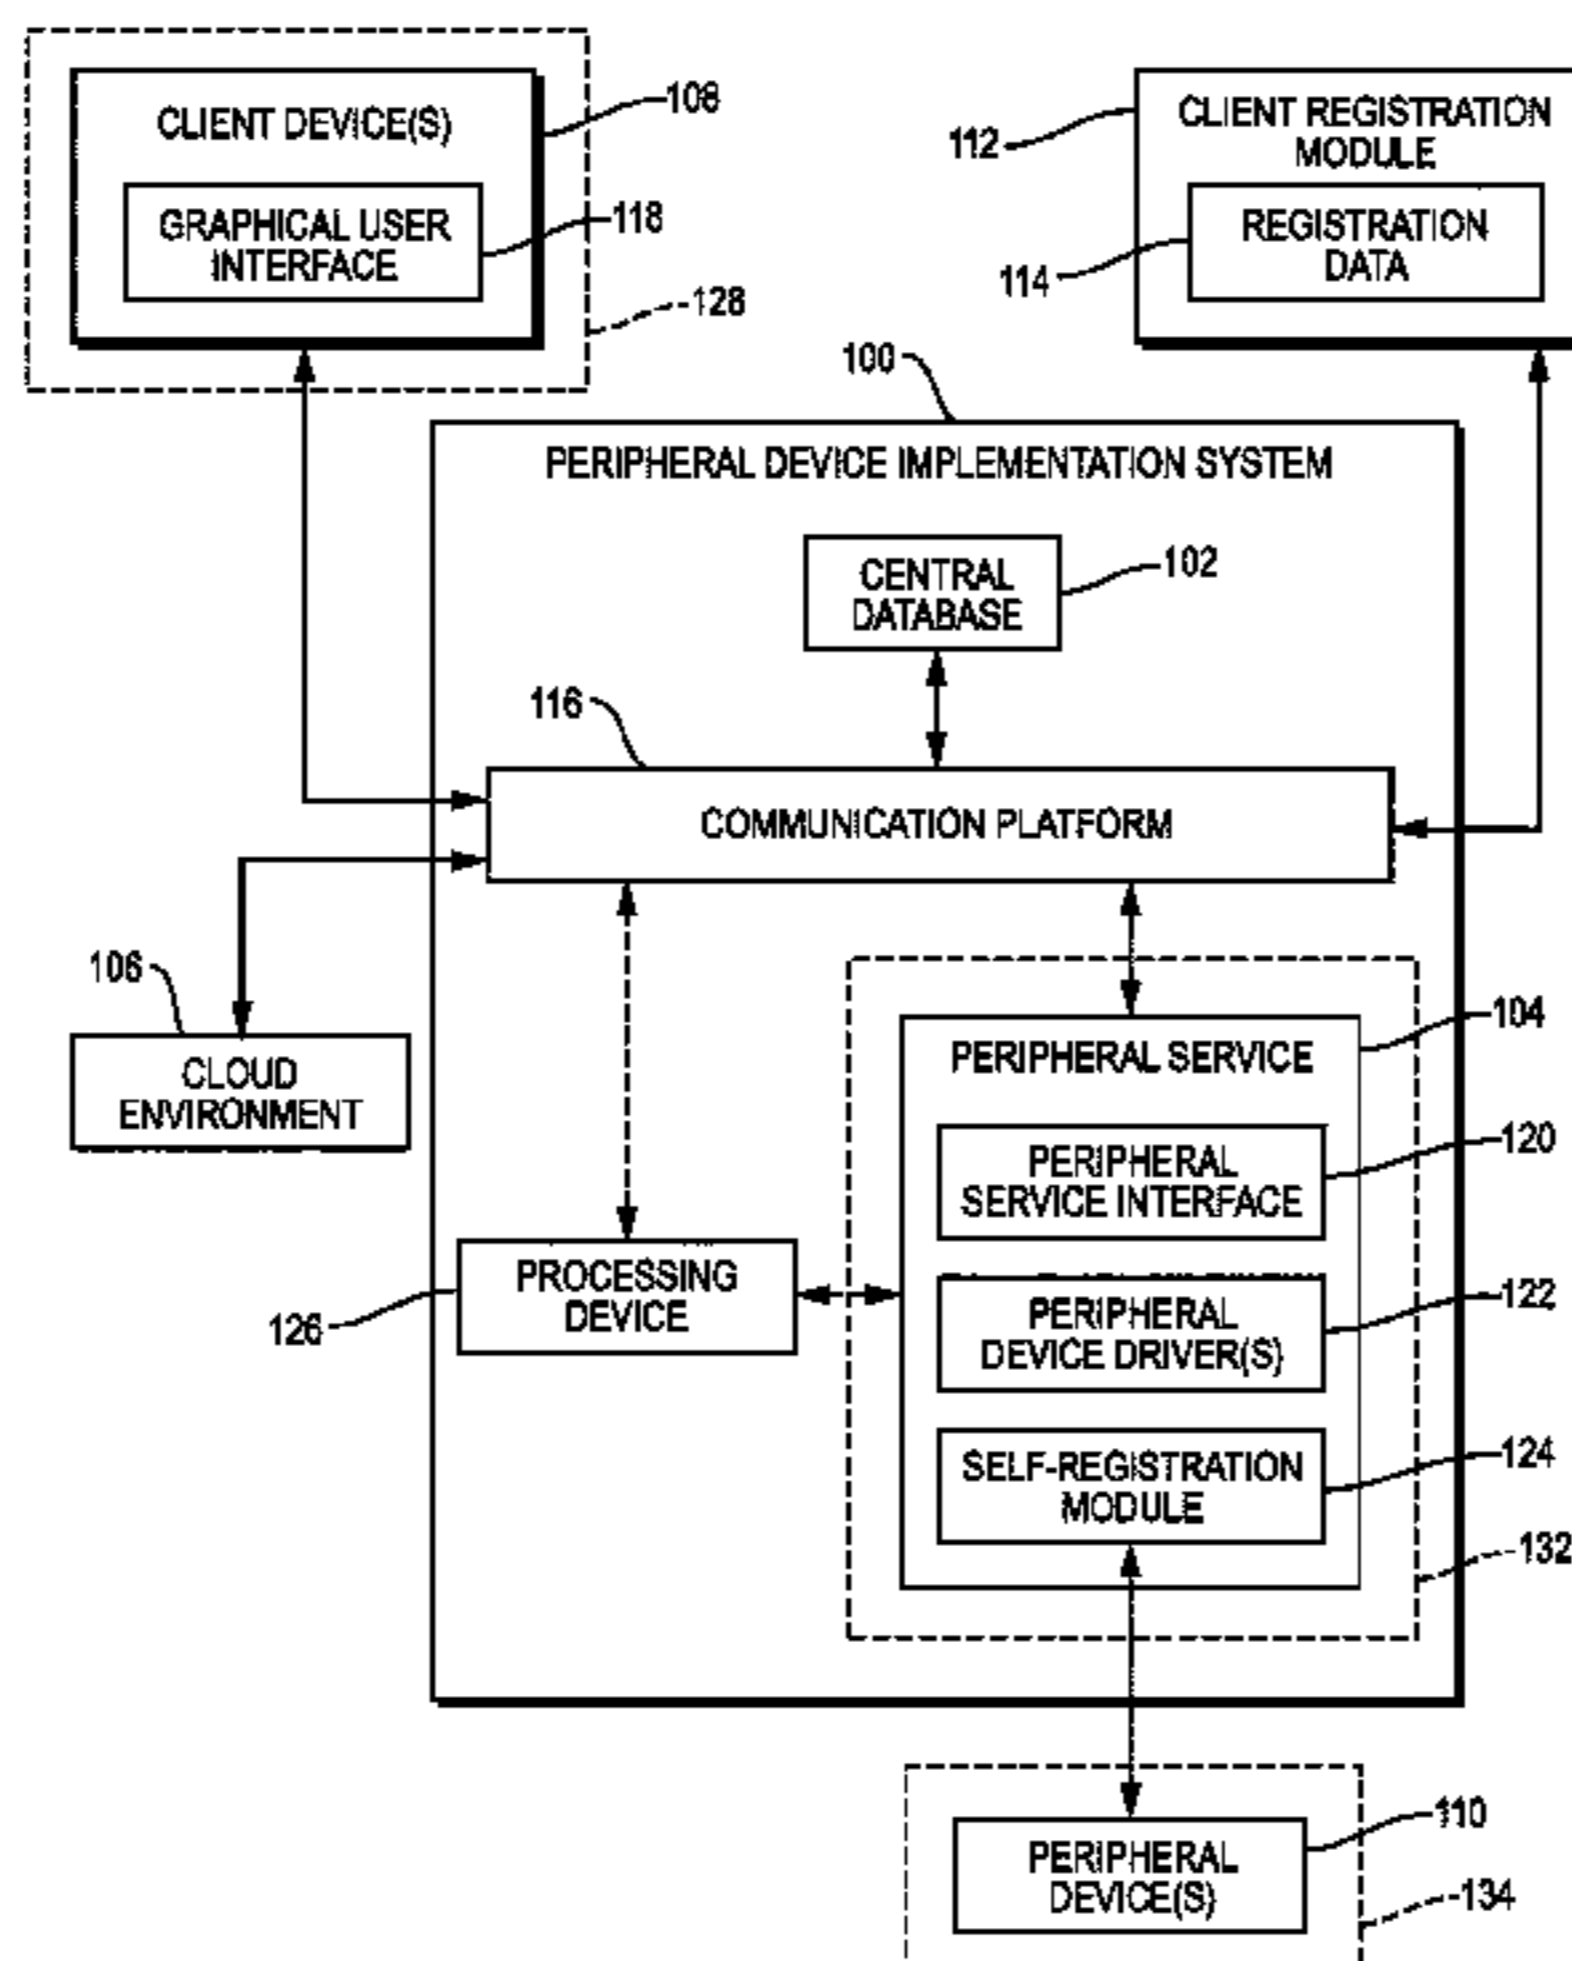 CLIENT DEVICE(S)
108
GRAPHICAL USER
INTERFACE
118
128
CLIENT REGISTRATION
MODULE
112
REGISTRATION
DATA
114
100
PERIPHERAL DEVICE IMPLEMENTATION SYSTEM
CENTRAL
DATABASE
102
116
COMMUNICATION PLATFORM
106
CLOUD
ENVIRONMENT
104
PERIPHERAL SERVICE
PERIPHERAL
SERVICE INTERFACE
120
PROCESSING
DEVICE
126
PERIPHERAL
DEVICE DRIVER(S)
122
SELF-REGISTRATION
MODULE
124
132
110
PERIPHERAL
DEVICE(S)
134